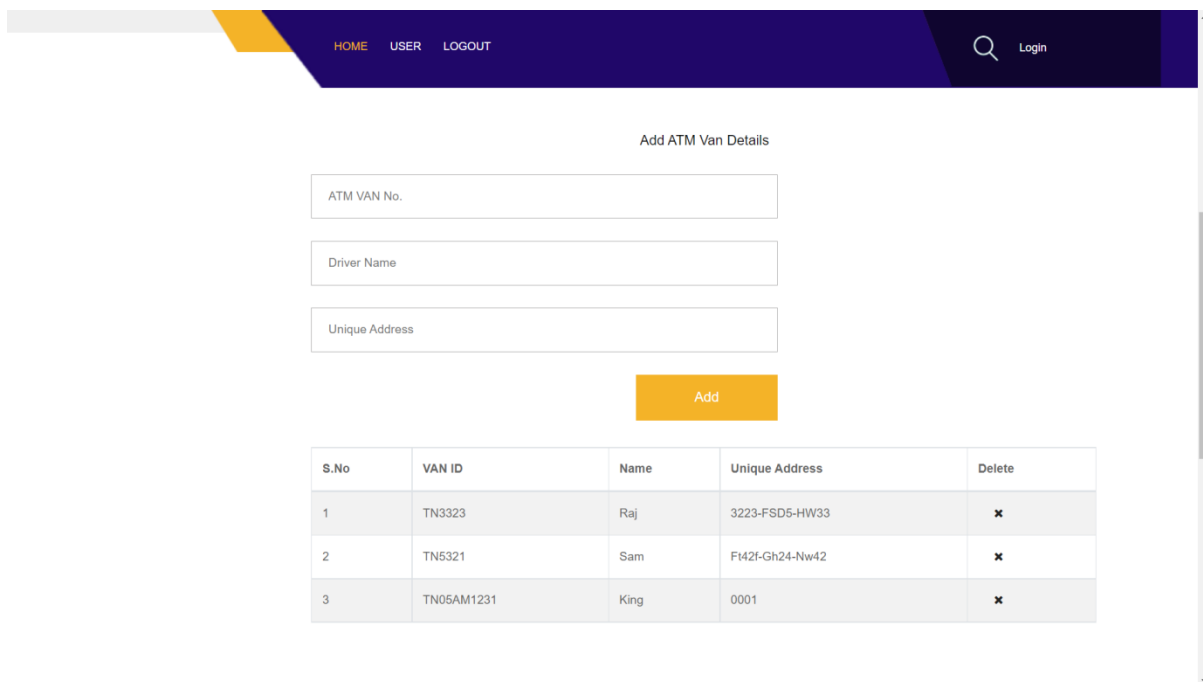 HOME USER LOGOUT Login
Add ATM Van Details
ATM VAN No.
Driver Name
Unique Address
Add
S.No VAN ID Name Unique Address Delete
1 TN3323 Raj 3223-FSD5-HW33 ✖
2 TN5321 Sam Ft42f-Gh24-Nw42 ✖
3 TN05AM1231 King 0001 ✖